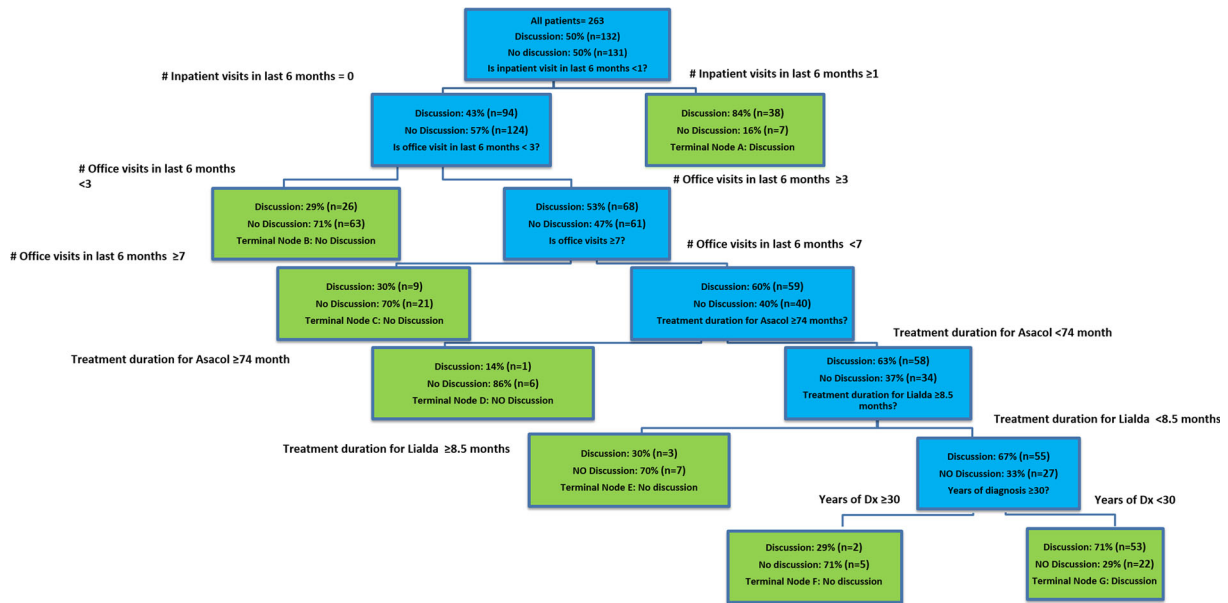 All patients= 263
Discussion: 50% (n=132)
No discussion: 50% (n=131)
Is inpatient visit in last 6 months <1?
# Inpatient visits in last 6 months = 0
# Inpatient visits in last 6 months ≥1
Discussion: 43% (n=94)
No Discussion: 57% (n=124)
Is office visit in last 6 months < 3?
Discussion: 84% (n=38)
No Discussion: 16% (n=7)
Terminal Node A: Discussion
# Office visits in last 6 months
<3
# Office visits in last 6 months ≥3
Discussion: 29% (n=26)
No Discussion: 71% (n=63)
Terminal Node B: No Discussion
Discussion: 53% (n=68)
No Discussion: 47% (n=61)
Is office visits ≥7?
# Office visits in last 6 months ≥7
# Office visits in last 6 months <7
Discussion: 30% (n=9)
No Discussion: 70% (n=21)
Terminal Node C: No Discussion
Discussion: 60% (n=59)
No Discussion: 40% (n=40)
Treatment duration for Asacol ≥74 months?
Treatment duration for Asacol ≥74 month
Treatment duration for Asacol <74 month
Discussion: 14% (n=1)
No Discussion: 86% (n=6)
Terminal Node D: NO Discussion
Discussion: 63% (n=58)
No Discussion: 37% (n=34)
Treatment duration for Lialda ≥8.5
months?
Treatment duration for Lialda ≥8.5 months
Treatment duration for Lialda <8.5 months
Discussion: 30% (n=3)
NO Discussion: 70% (n=7)
Terminal Node E: No discussion
Discussion: 67% (n=55)
NO Discussion: 33% (n=27)
Years of diagnosis ≥30?
Years of Dx ≥30
Years of Dx <30
Discussion: 29% (n=2)
No discussion: 71% (n=5)
Terminal Node F: No discussion
Discussion: 71% (n=53)
NO Discussion: 29% (n=22)
Terminal Node G: Discussion